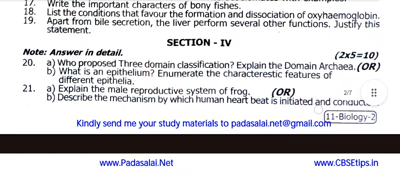 17. Write the important characters of bony fishes.
18. List the conditions that favour the formation and dissociation of oxyhaemoglobin.
19. Apart from bile secretion, the liver perform several other functions. Justify this
statement.
SECTION - IV
Note: Answer in detail. (2x5=10)
20. a) Who proposed Three domain classification? Explain the Domain Archaea. (OR)
b) What is an epithelium? Enumerate the characterestic features of
different epithelia.
21. a) Explain the male reproductive system of frog. (OR)
b) Describe the mechanism by which human heart beat is initiated and
2/7
11-Biology-2
Kindly send me your study materials to padasalai.net@gmail.com
www.Padasalai.Net www.CBSEtips.in